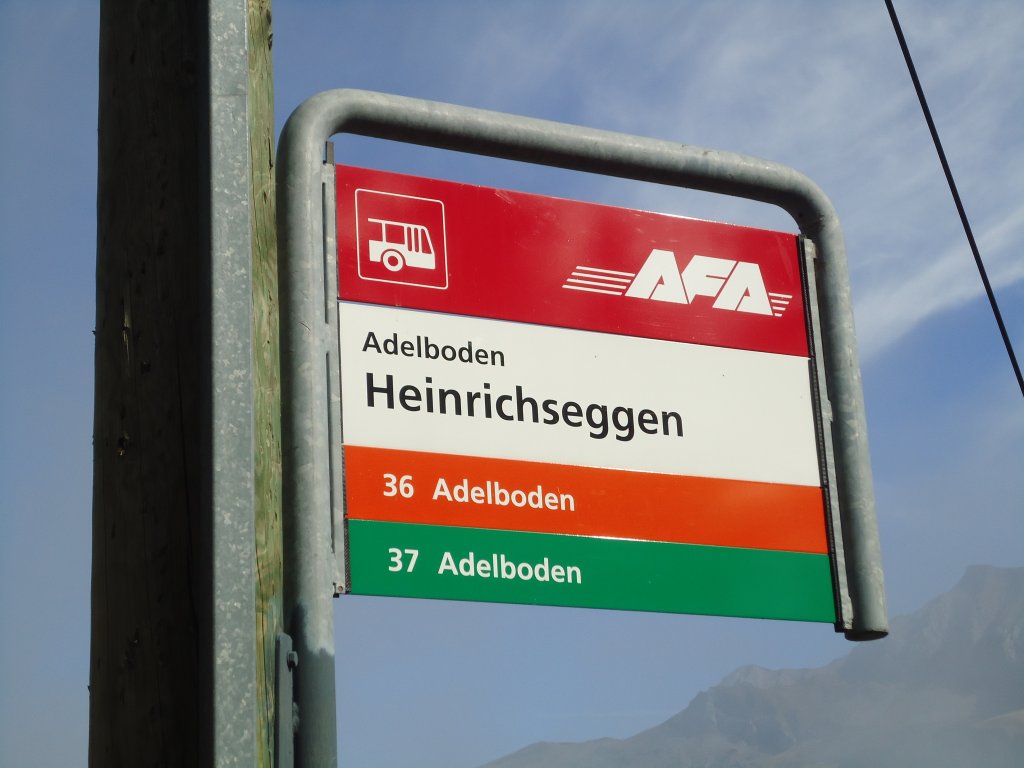 AFA
Adelboden
Heinrichseggen
36 Adelboden
37 Adelboden